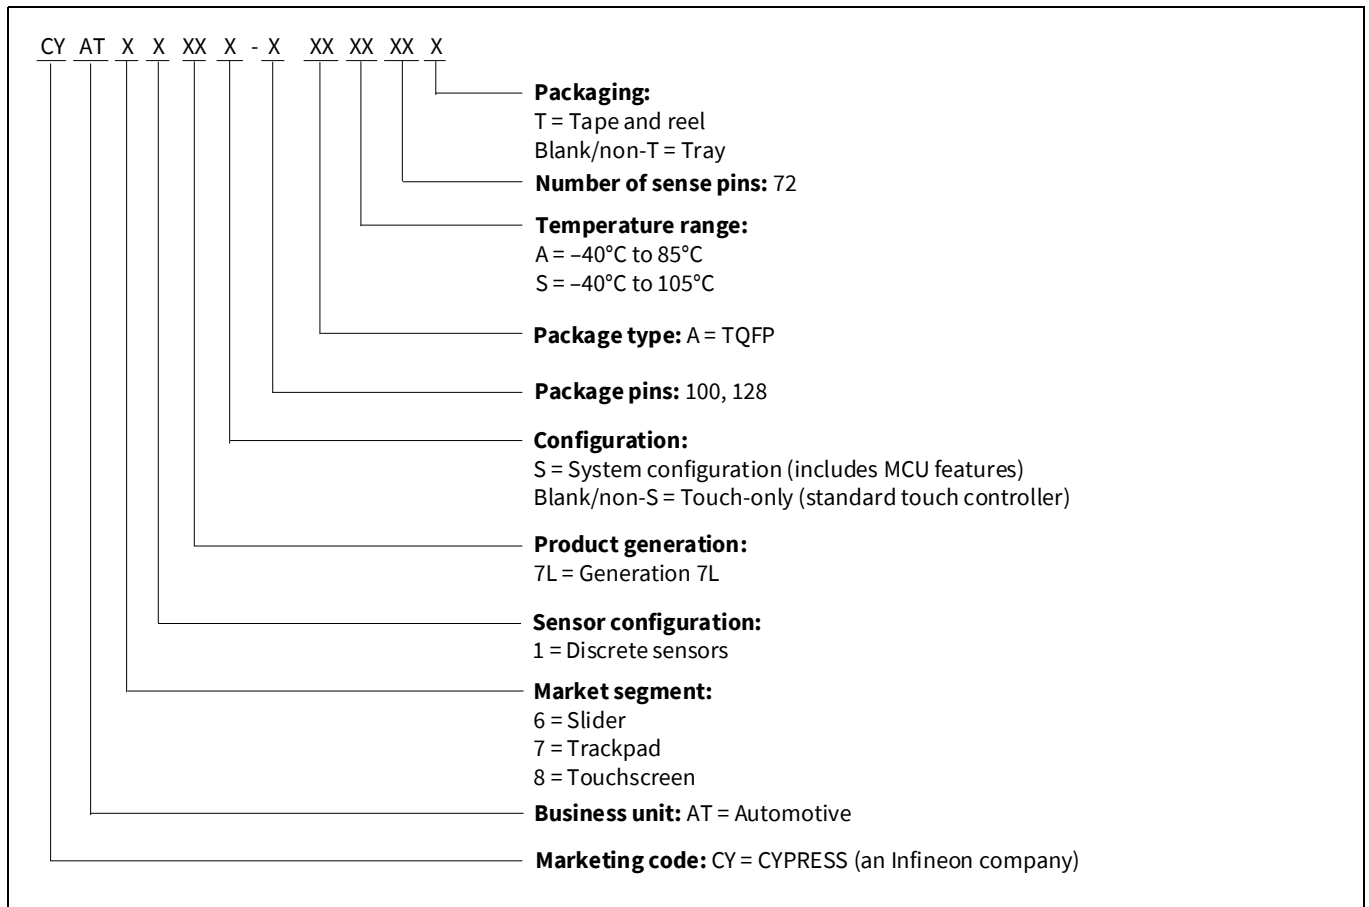 CY AT X X XX X - X XX XX XX X
Packaging:
T = Tape and reel
Blank/non-T = Tray
Number of sense pins: 72
Temperature range:
A = –40°C to 85°C
S = –40°C to 105°C
Package type: A = TQFP
Package pins: 100, 128
Configuration:
S = System configuration (includes MCU features)
Blank/non-S = Touch-only (standard touch controller)
Product generation:
7L = Generation 7L
Sensor configuration:
1 = Discrete sensors
Market segment:
6 = Slider
7 = Trackpad
8 = Touchscreen
Business unit: AT = Automotive
Marketing code: CY = CYPRESS (an Infineon company)